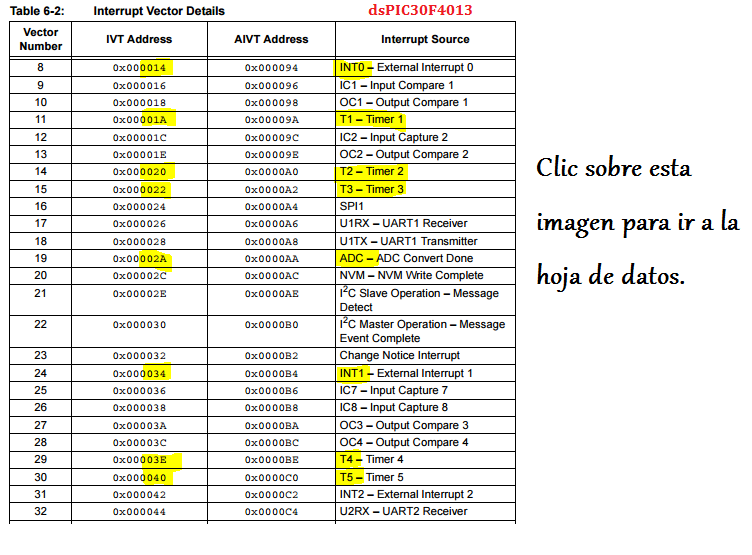 Table 6-2: Interrupt Vector Details dsPIC30F4013
Vector Number IVT Address AIVT Address Interrupt Source
8 0x000014 0x000094 INT0 – External Interrupt 0
9 0x000016 0x000096 IC1 – Input Compare 1
10 0x000018 0x000098 OC1 – Output Compare 1
11 0x00001A 0x00009A T1 – Timer 1
12 0x00001C 0x00009C IC2 – Input Capture 2
13 0x00001E 0x00009E OC2 – Output Compare 2
14 0x000020 0x0000A0 T2 – Timer 2
15 0x000022 0x0000A2 T3 – Timer 3
16 0x000024 0x0000A4 SPI1
17 0x000026 0x0000A6 U1RX – UART1 Receiver
18 0x000028 0x0000A8 U1TX – UART1 Transmitter
19 0x00002A 0x0000AA ADC – ADC Convert Done
20 0x00002C 0x0000AC NVM – NVM Write Complete
21 0x00002E 0x0000AE I²C Slave Operation – Message
Detect
22 0x000030 0x0000B0 I²C Master Operation – Message
Event Complete
23 0x000032 0x0000B2 Change Notice Interrupt
24 0x000034 0x0000B4 INT1 – External Interrupt 1
25 0x000036 0x0000B6 IC7 – Input Capture 7
26 0x000038 0x0000B8 IC8 – Input Capture 8
27 0x00003A 0x0000BA OC3 – Output Compare 3
28 0x00003C 0x0000BC OC4 – Output Compare 4
29 0x00003E 0x0000BE T4 – Timer 4
30 0x000040 0x0000C0 T5 – Timer 5
31 0x000042 0x0000C2 INT2 – External Interrupt 2
32 0x000044 0x0000C4 U2RX – UART2 Receiver
Clic sobre esta
imagen para ir a la
hoja de datos.